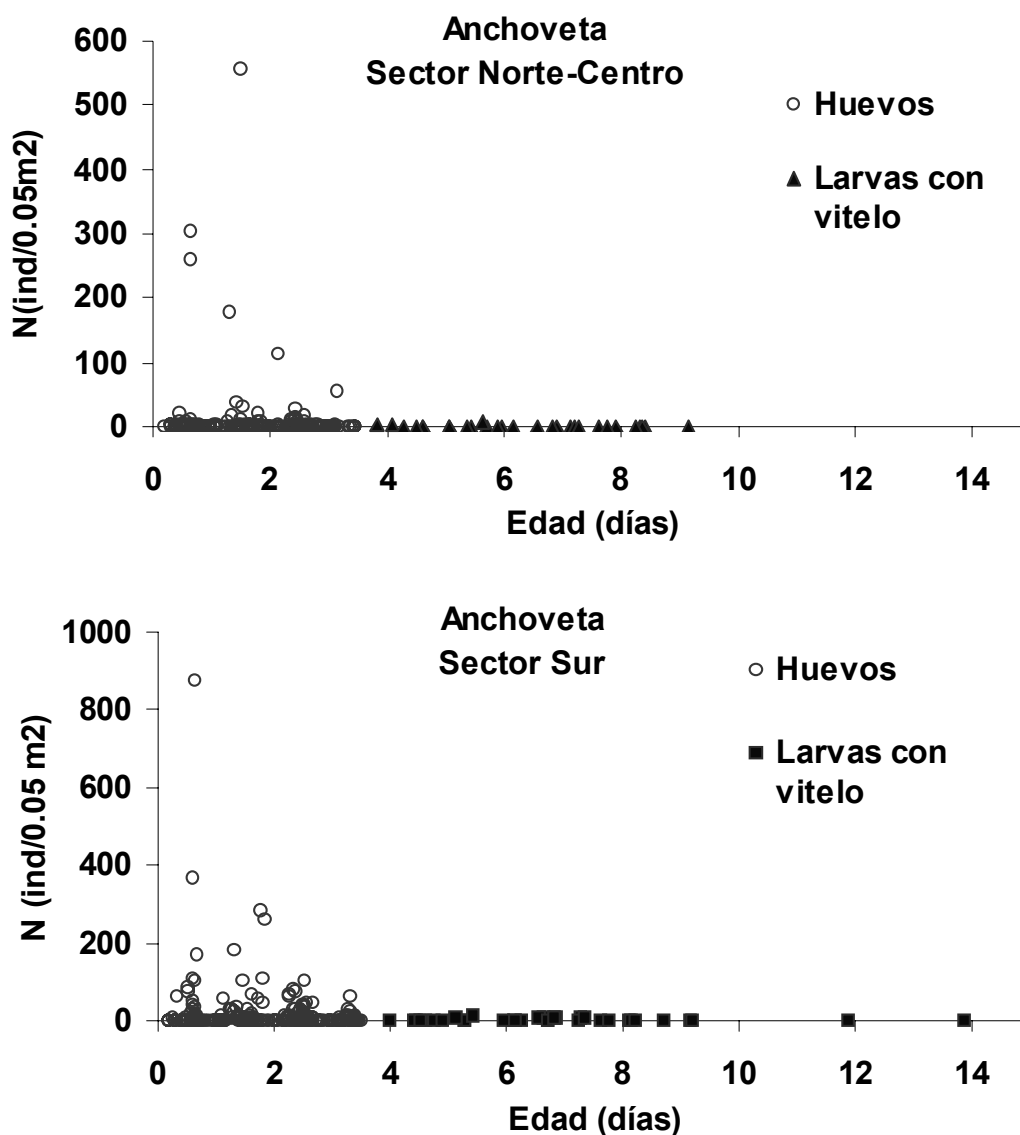 Anchoveta
Sector Norte-Centro
Huevos
Larvas con
vitelo
N(ind/0.05m2)
600
500
400
300
200
100
0
0 2 4 6 8 10 12 14
Edad (días)
Anchoveta
Sector Sur
Huevos
Larvas con
vitelo
N (ind/0.05 m2)
1000
800
600
400
200
0
0 2 4 6 8 10 12 14
Edad (días)